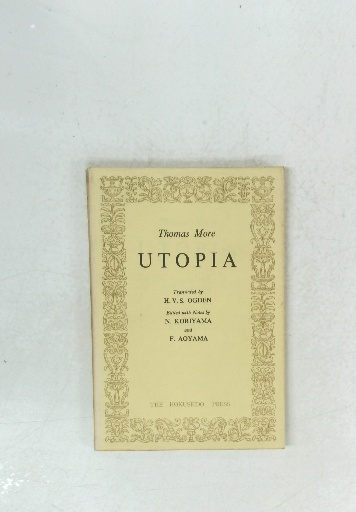 Thomas More
UTOPIA
Translated by
H. V. S. OGDEN
Edited with Notes by
N. KORIYAMA
and
F. AOYAMA
THE HOKUSEIDO PRESS